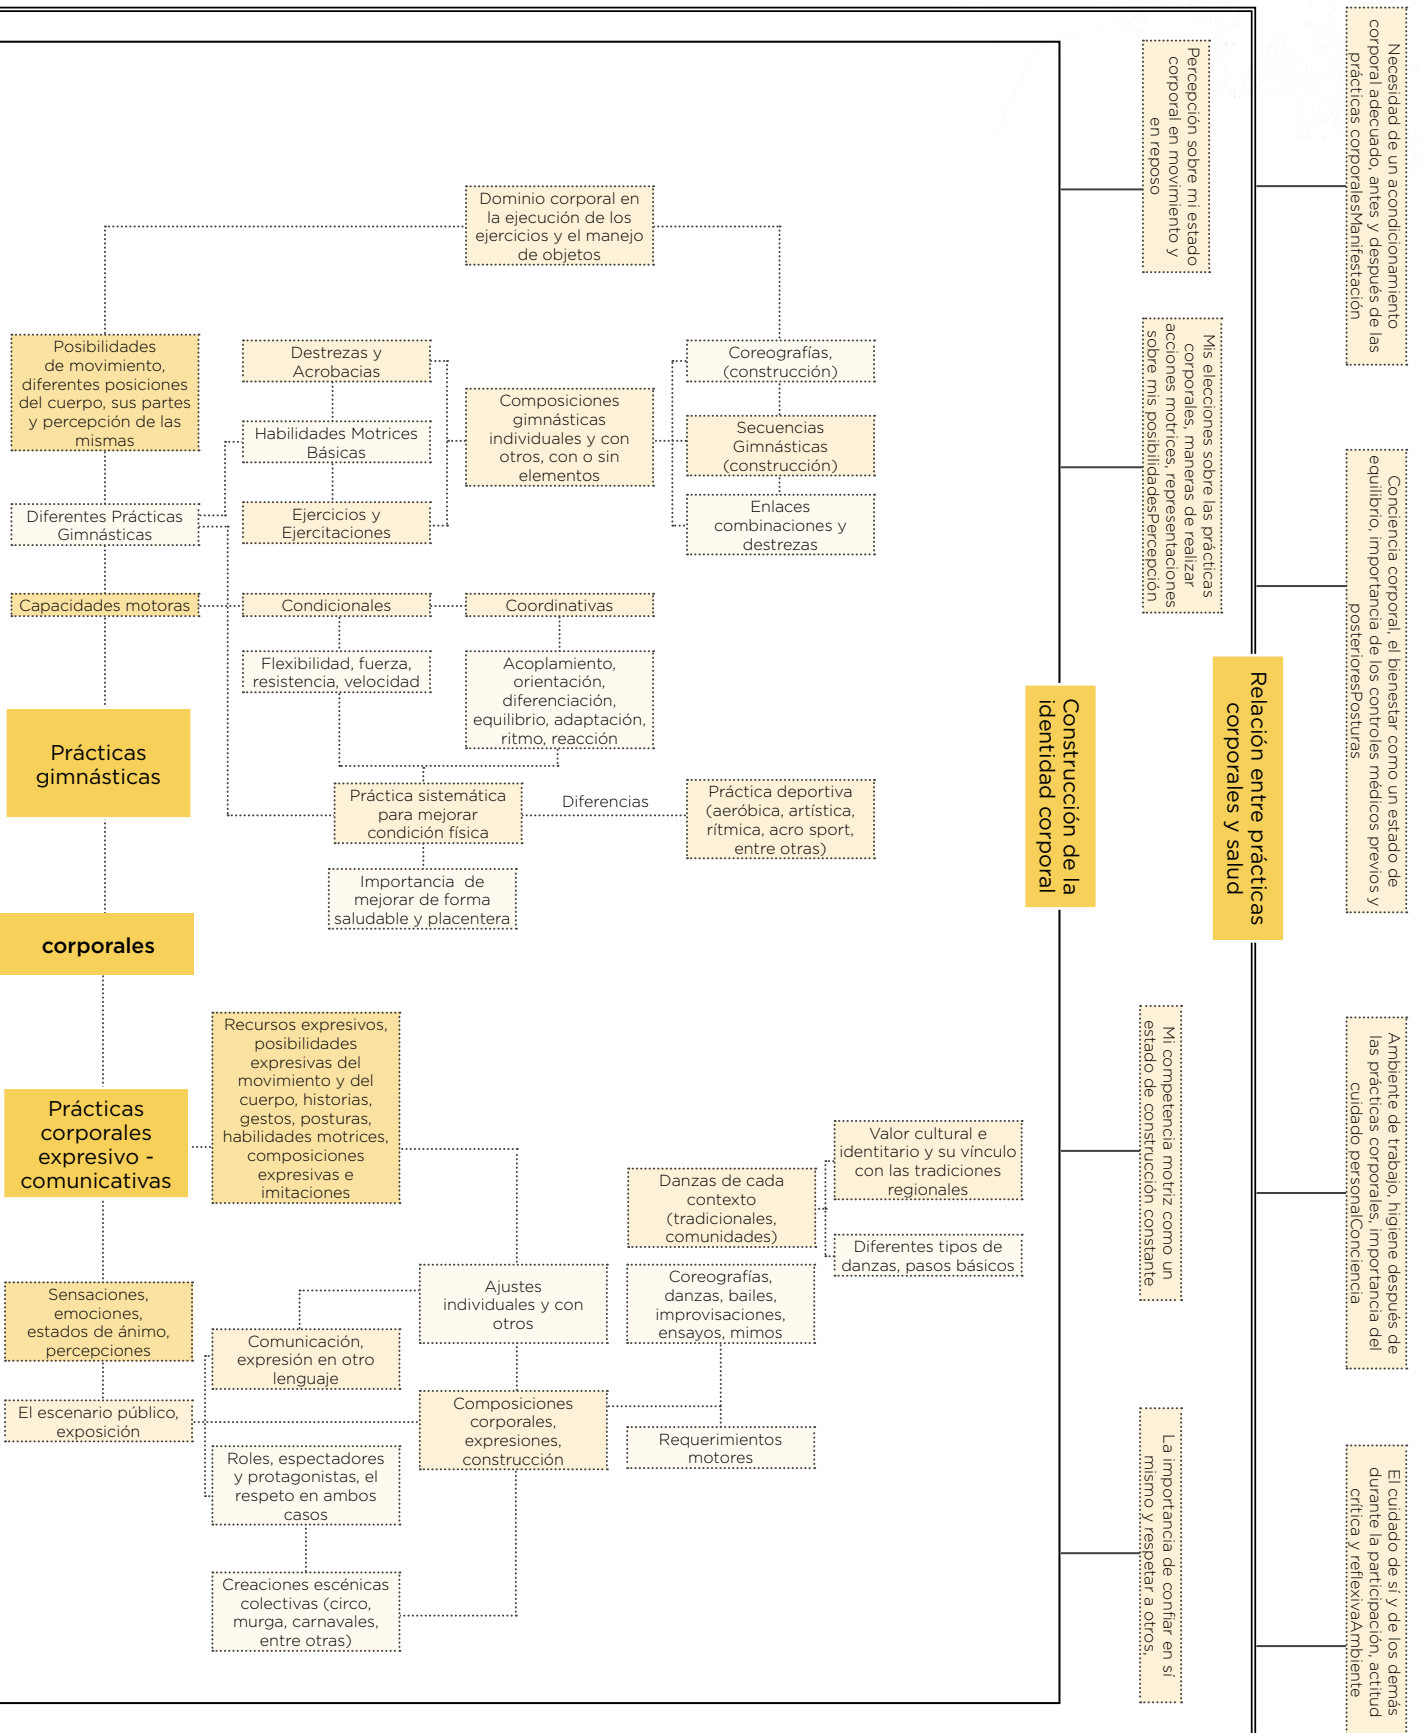 Dominio corporal en
la ejecución de los
ejercicios y el manejo
de objetos
Posibilidades
de movimiento,
diferentes posiciones
del cuerpo, sus partes
y percepción de las
mismas
Destrezas y
Acrobacias
Coreografías,
(construcción)
Habilidades Motrices
Básicas
Composiciones
gimnásticas
individuales y con
otros, con o sin
elementos
Secuencias
Gimnásticas
(construcción)
Diferentes Prácticas
Gimnásticas
Ejercicios y
Ejercitaciones
Enlaces
combinaciones y
destrezas
Capacidades motoras
Condicionales
Coordinativas
Flexibilidad, fuerza,
resistencia, velocidad
Acoplamiento,
orientación,
diferenciación,
equilibrio, adaptación,
ritmo, reacción
Prácticas
gimnásticas
Práctica sistemática
para mejorar
condición física
Diferencias
Práctica deportiva
(aeróbica, artística,
rítmica, acro sport,
entre otras)
Importancia de
mejorar de forma
saludable y placentera
corporales
Recursos expresivos,
posibilidades
expresivas del
movimiento y del
cuerpo, historias,
gestos, posturas,
habilidades motrices,
composiciones
expresivas e
imitaciones
Prácticas
corporales
expresivo -
comunicativas
Valor cultural e
identitario y su vínculo
con las tradiciones
regionales
Danzas de cada
contexto
(tradicionales,
comunidades)
Diferentes tipos de
danzas, pasos básicos
Sensaciones,
emociones,
estados de ánimo,
percepciones
Ajustes
individuales y con
otros
Coreografías,
danzas, bailes,
improvisaciones,
ensayos, mimos
Comunicación,
expresión en otro
lenguaje
El escenario público,
exposición
Composiciones
corporales,
expresiones,
construcción
Requerimientos
motores
Roles, espectadores
y protagonistas, el
respeto en ambos
casos
Creaciones escénicas
colectivas (circo,
murga, carnavales,
entre otras)
Construcción de la
identidad corporal
Percepción sobre mi estado
corporal en movimiento y
en reposo
Mis elecciones sobre las prácticas
corporales, maneras de realizar
acciones motrices, representaciones
sobre mis posibilidadesPercepción
Mi competencia motriz como un
estado de construcción constante
La importancia de confiar en sí
mismo y respetar a otros,
Relación entre prácticas
corporales y salud
Necesidad de un acondicionamiento
corporal adecuado, antes y después de las
prácticas corporalesManifestación
Conciencia corporal, el bienestar como un estado de
equilibrio, importancia de los controles médicos previos y
posterioresPosturas
Ambiente de trabajo, higiene después de
las prácticas corporales, importancia del
cuidado personalConciencia
El cuidado de sí y de los demás
durante la participación, actitud
crítica y reflexivaAmbiente